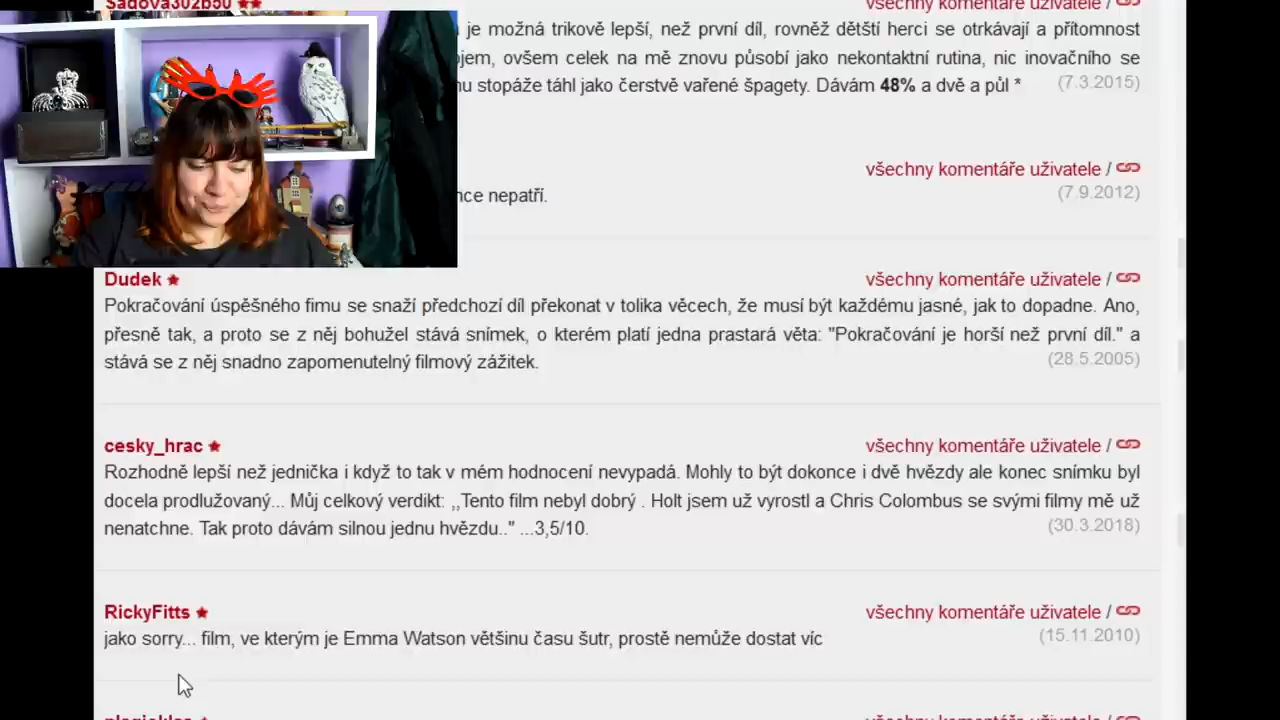 Sadova302b50 ★★ všechny komentáře uživatele /
je možná trikově lepší, než první díl, rovněž dětští herci se otrkávají a přítomnost
ojem, ovšem celek na mě znovu působí jako nekontaktní rutina, nic inovačního se
nu stopáže táhl jako čerstvě vařené špagety. Dávám 48% a dvě a půl * (7.3.2015)
všechny komentáře uživatele /
nce nepatří. (7.9.2012)
Dudek ★ všechny komentáře uživatele /
Pokračování úspěšného fimu se snaží předchozí díl překonat v tolika věcech, že musí být každému jasné, jak to dopadne. Ano,
přesně tak, a proto se z něj bohužel stává snímek, o kterém platí jedna prastará věta: "Pokračování je horší než první díl." a
stává se z něj snadno zapomenutelný filmový zážitek. (28.5.2005)
cesky_hrac ★ všechny komentáře uživatele /
Rozhodně lepší než jednička i když to tak v mém hodnocení nevypadá. Mohly to být dokonce i dvě hvězdy ale konec snímku byl
docela prodlužovaný... Můj celkový verdikt: ,,Tento film nebyl dobrý . Holt jsem už vyrostl a Chris Colombus se svými filmy mě už
nenatchne. Tak proto dávám silnou jednu hvězdu.." ...3,5/10. (30.3.2018)
RickyFitts ★ všechny komentáře uživatele /
jako sorry... film, ve kterým je Emma Watson většinu času šutr, prostě nemůže dostat víc (15.11.2010)
všechny komentáře uživatele /